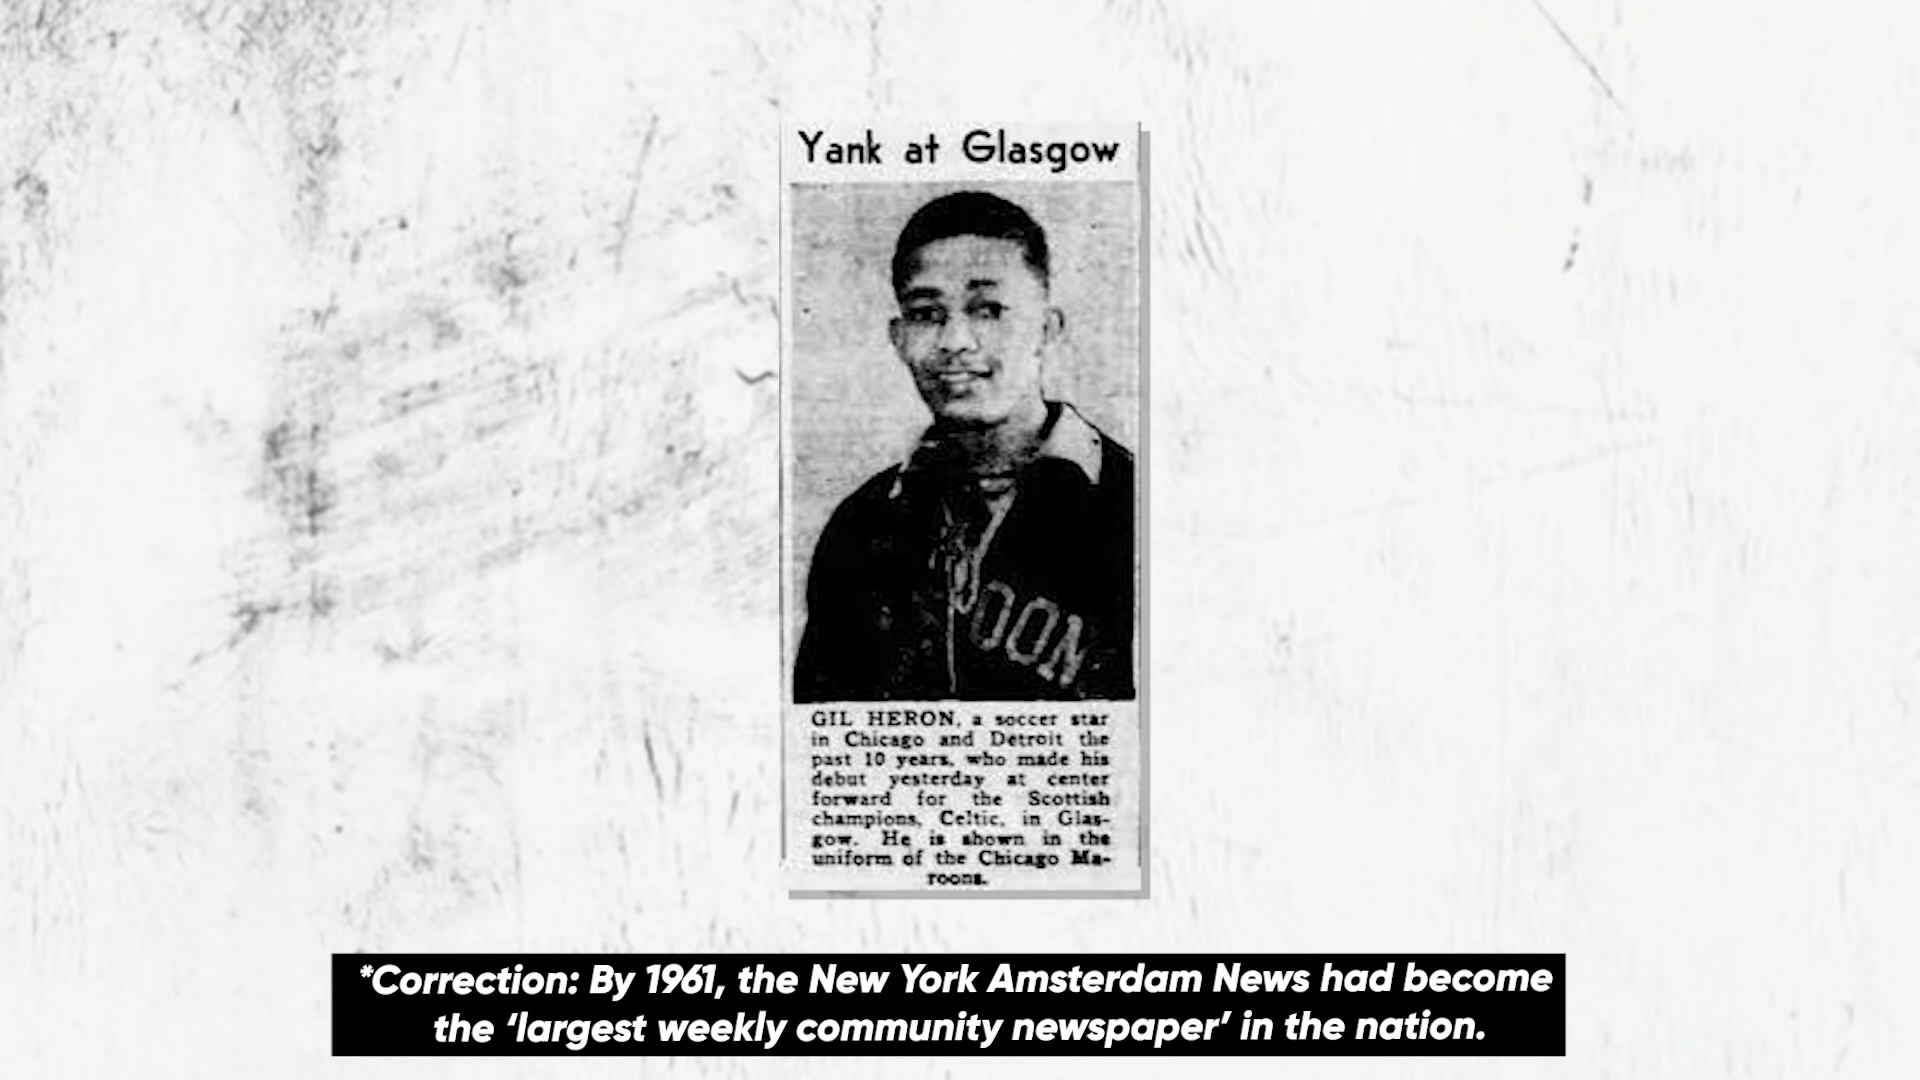 Yank at Glasgow
OON
GIL HERON, a soccer star
in Chicago and Detroit the
past 10 years, who made his
debut yesterday at center
forward for the Scottish
champions, Celtic, in Glas-
gow. He is shown in the
uniform of the Chicago Ma-
roons.
*Correction: By 1961, the New York Amsterdam News had become
the ‘largest weekly community newspaper’ in the nation.